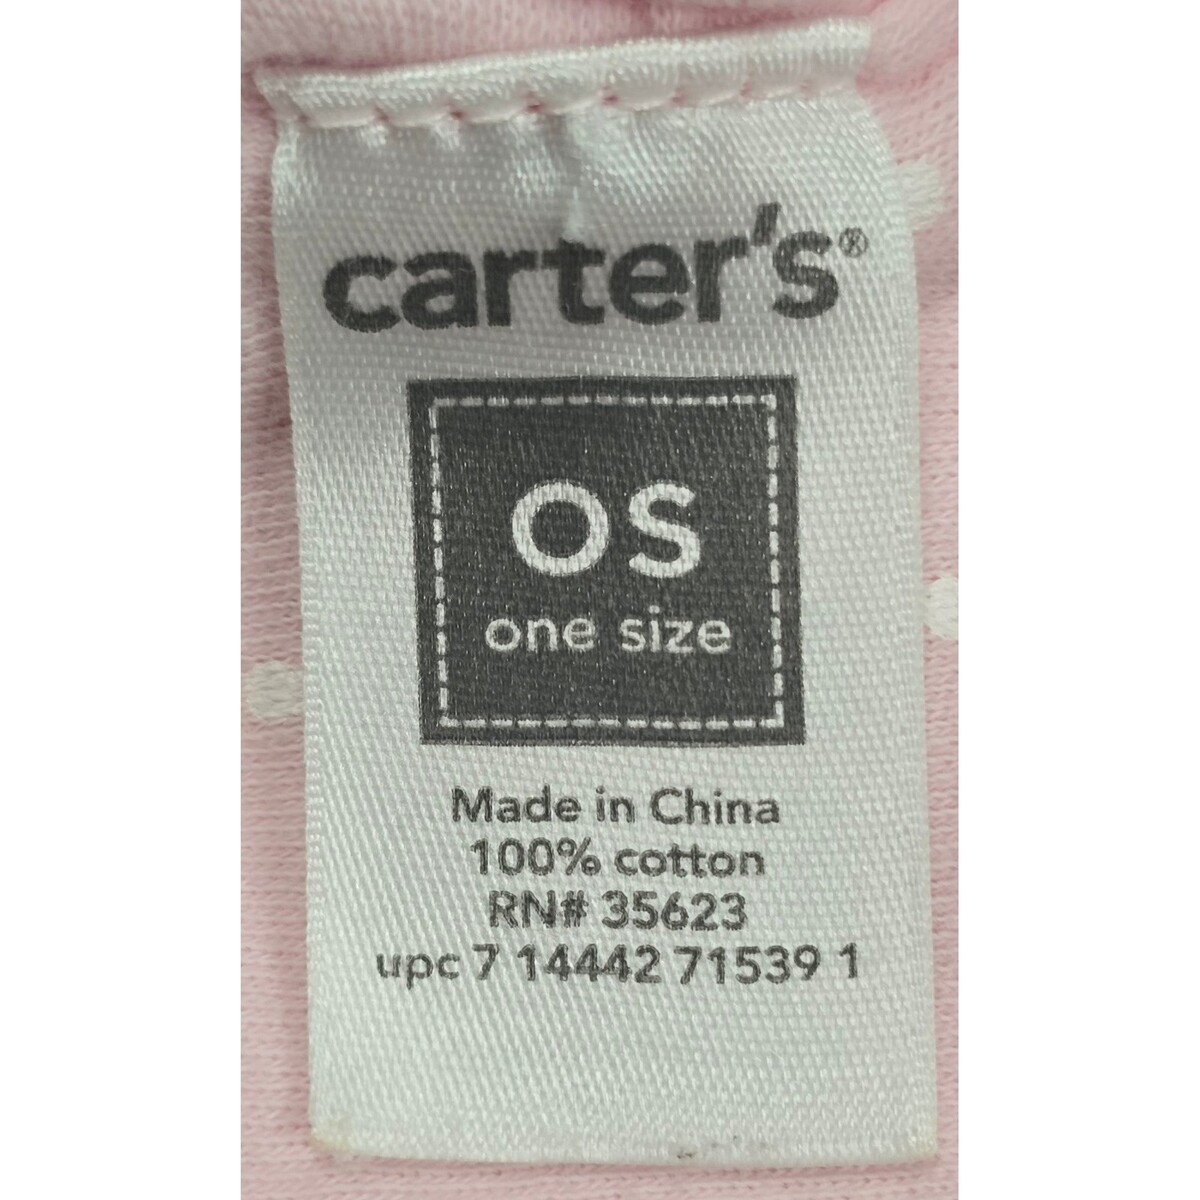 carter's®
OS
one size
Made in China
100% cotton
RN# 35623
upc 7 14442 71539 1